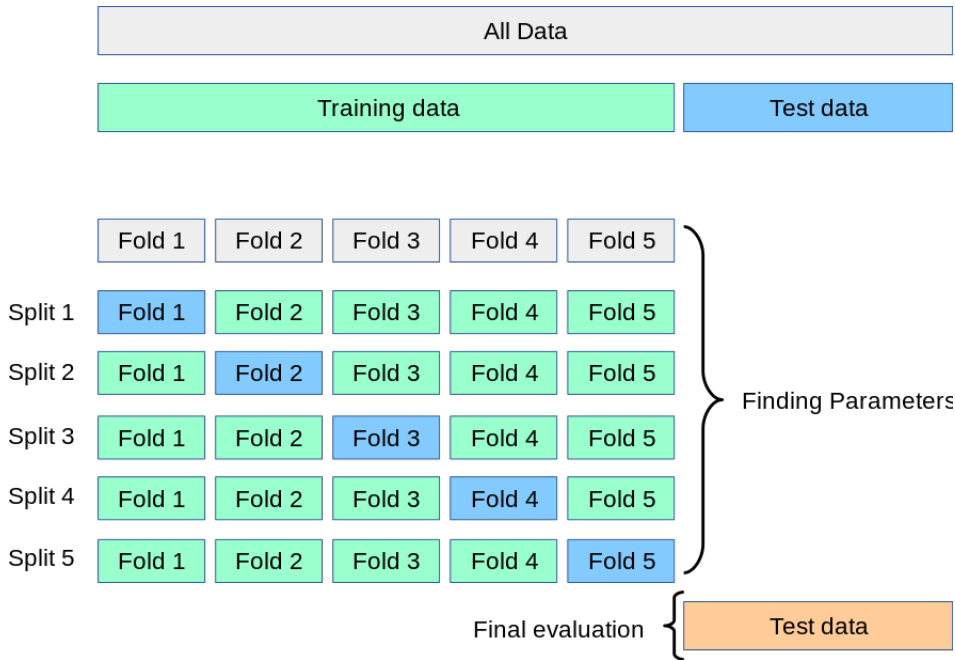 All Data
Training data Test data
Fold 1 Fold 2 Fold 3 Fold 4 Fold 5
Split 1 Fold 1 Fold 2 Fold 3 Fold 4 Fold 5
Split 2 Fold 1 Fold 2 Fold 3 Fold 4 Fold 5
Finding Parameters
Split 3 Fold 1 Fold 2 Fold 3 Fold 4 Fold 5
Split 4 Fold 1 Fold 2 Fold 3 Fold 4 Fold 5
Split 5 Fold 1 Fold 2 Fold 3 Fold 4 Fold 5
Final evaluation Test data